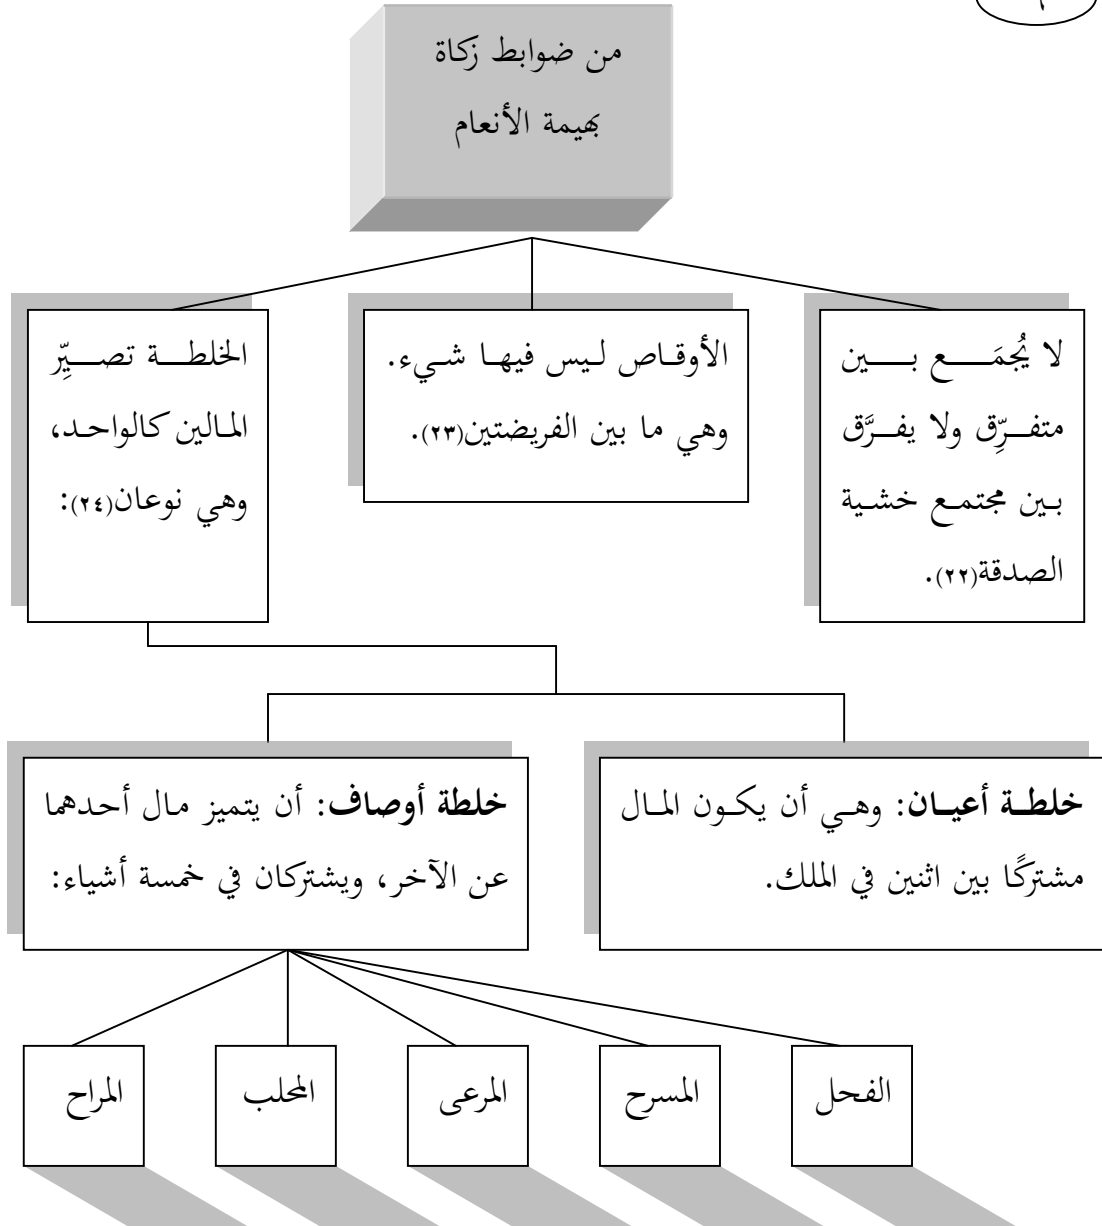 من ضوابط زكاة
بهيمة الأنعام
لا يُجمَع بين
متفرِّق ولا يفرَّق
بين مجتمع خشية
الصدقة(٢٢).
الأوقاص ليس فيها شيء.
وهي ما بين الفريضتين(٢٣).
الخلطة تصيِّر
المالين كالواحد،
وهي نوعان(٢٤):
خلطة أعيان: وهي أن يكون المال
مشتركًا بين اثنين في الملك.
خلطة أوصاف: أن يتميز مال أحدهما
عن الآخر، ويشتركان في خمسة أشياء:
الفحل
المسرح
المرعى
المحلب
المراح